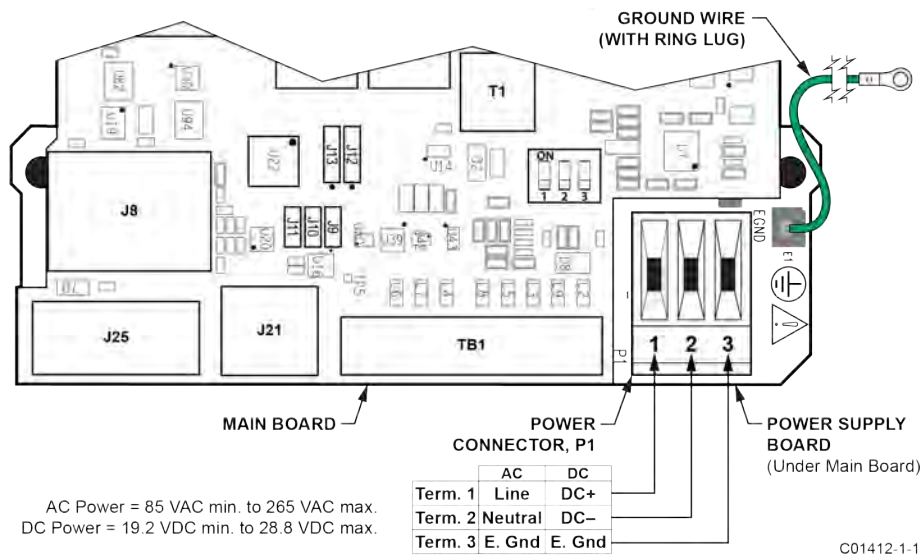 GROUND WIRE
(WITH RING LUG)
T1
U94
J13
J12
U14
ON
1 2 3
EGND
J8
J11
J10
J9
E1
J25
J21
TB1
1 2 3
P1
MAIN BOARD
POWER
CONNECTOR, P1
POWER SUPPLY
BOARD
(Under Main Board)
AC DC
Term. 1 Line DC+
Term. 2 Neutral DC–
Term. 3 E. Gnd E. Gnd
AC Power = 85 VAC min. to 265 VAC max.
DC Power = 19.2 VDC min. to 28.8 VDC max.
C01412-1-1